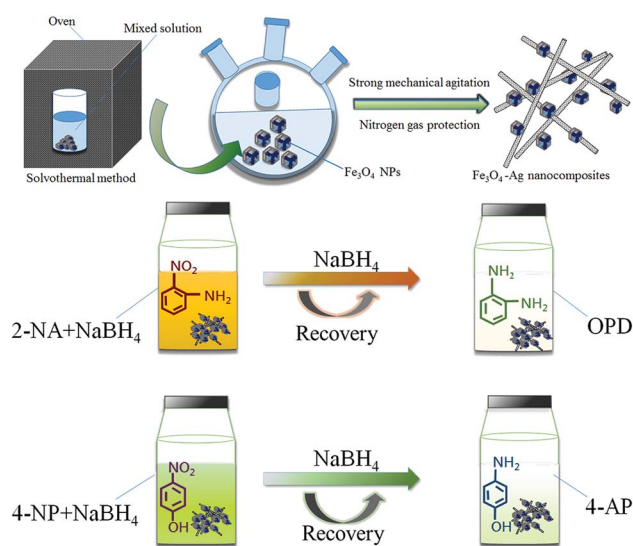 Oven
Mixed solution
Solvothermal method
Fe₃O₄ NPs
Strong mechanical agitation
Nitrogen gas protection
Fe₃O₄-Ag nanocomposites
NO₂
NH₂
2-NA+NaBH₄
NaBH₄
Recovery
NH₂
NH₂
OPD
NO₂
OH
4-NP+NaBH₄
NaBH₄
Recovery
NH₂
OH
4-AP